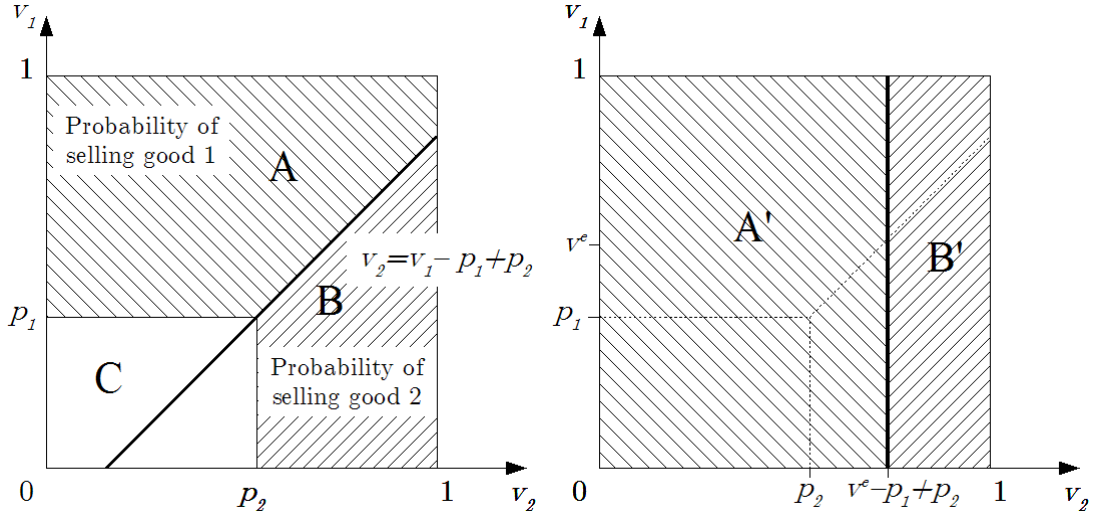 v₁
1
Probability of
selling good 1
A
v₂=v₁− p₁+p₂
B
p₁
C
Probability of
selling good 2
0
p₂
1
v₂
v₁
1
A'
vᵉ
B'
p₁
0
p₂
vᵉ−p₁+p₂
1
v₂